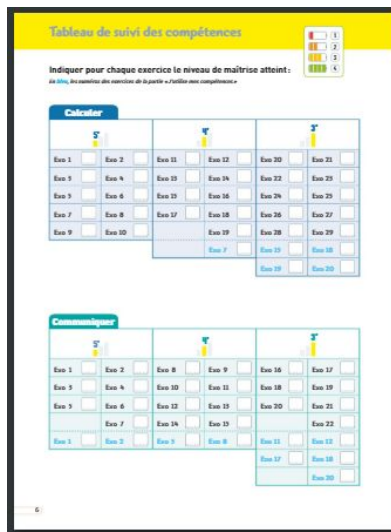 Tableau de suivi des compétences
1
2
3
4
Indiquer pour chaque exercice le niveau de maîtrise atteint :
En bleu, les numéros des exercices de la partie « J'utilise mes compétences »
Calculer
5e 4e 3e
Exo 1 Exo 2 Exo 11 Exo 12 Exo 20 Exo 21
Exo 3 Exo 4 Exo 13 Exo 14 Exo 22 Exo 23
Exo 5 Exo 6 Exo 15 Exo 16 Exo 24 Exo 25
Exo 7 Exo 8 Exo 17 Exo 18 Exo 26 Exo 27
Exo 9 Exo 10 Exo 19 Exo 28 Exo 29
Exo 7 Exo 15 Exo 18
Exo 19 Exo 20
Communiquer
5e 4e 3e
Exo 1 Exo 2 Exo 8 Exo 9 Exo 16 Exo 17
Exo 3 Exo 4 Exo 10 Exo 11 Exo 18 Exo 19
Exo 5 Exo 6 Exo 12 Exo 13 Exo 20 Exo 21
Exo 7 Exo 14 Exo 15 Exo 22
Exo 1 Exo 2 Exo 5 Exo 8 Exo 11 Exo 12
Exo 17 Exo 18
Exo 20
6